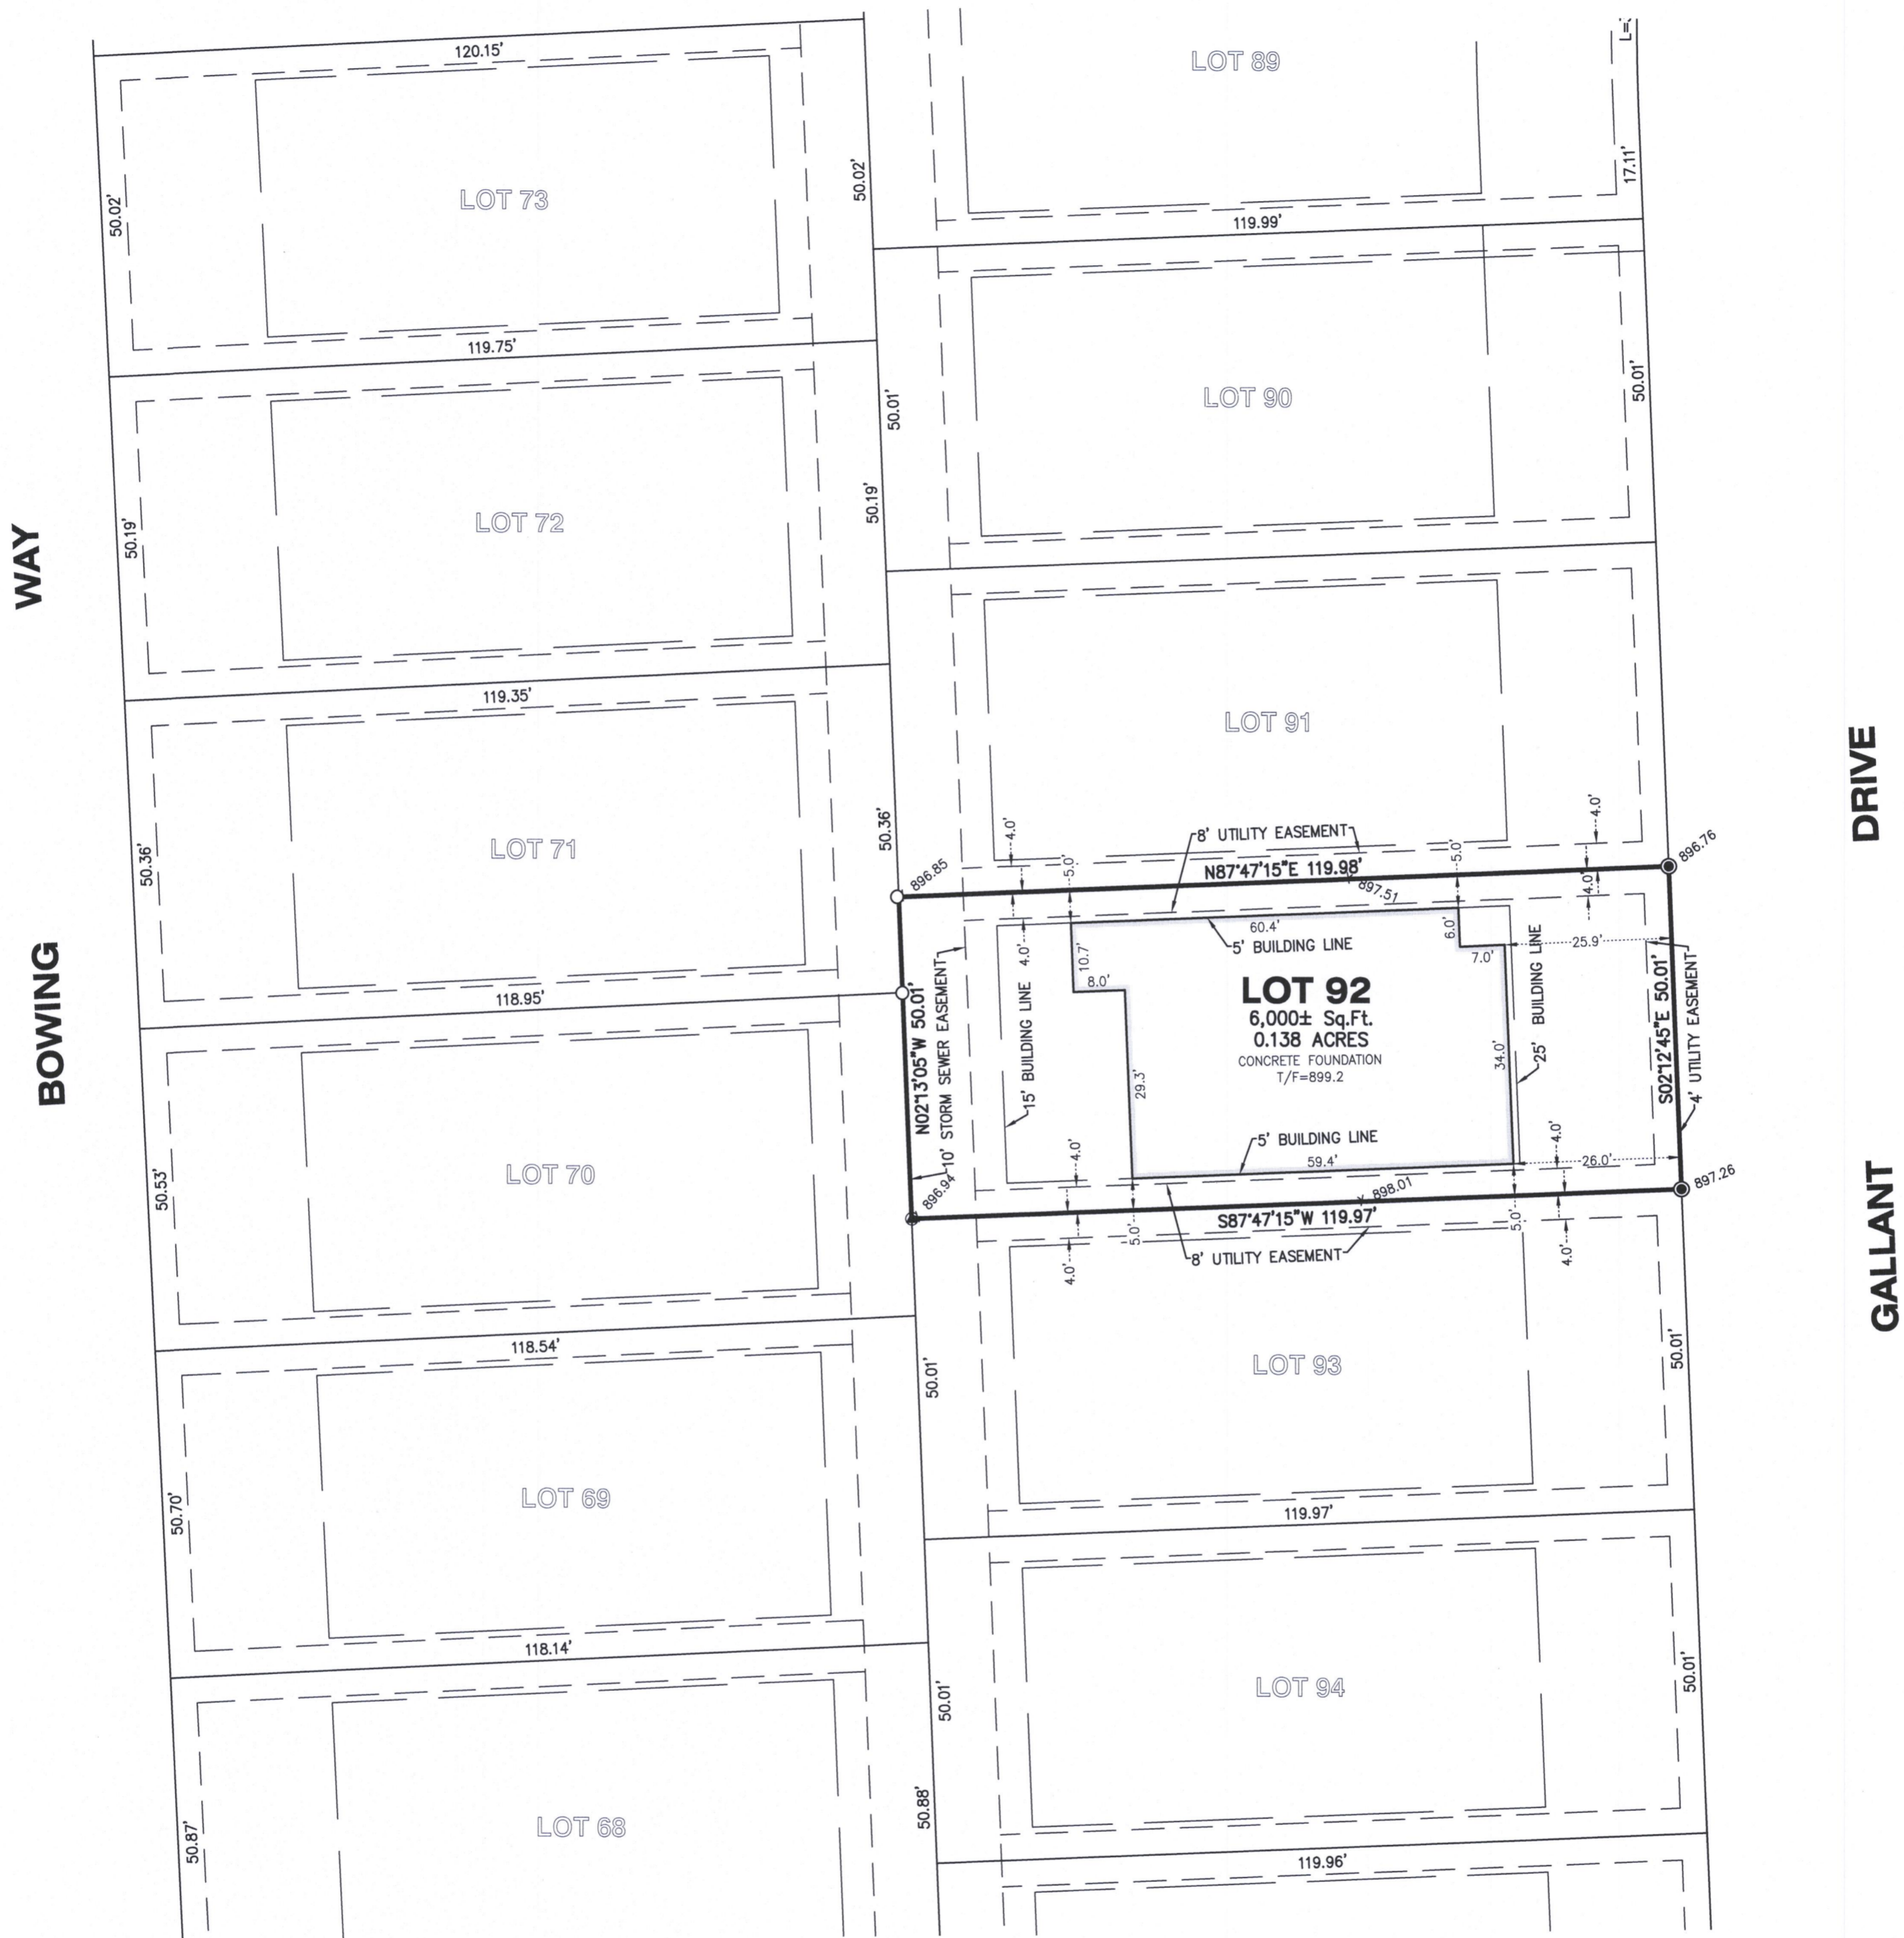 120.15'
LOT 73
50.02'
50.02'
119.75'
LOT 72
50.19'
50.19'
119.35'
LOT 71
50.36'
50.36'
118.95'
LOT 70
50.53'
118.54'
LOT 69
50.70'
118.14'
LOT 68
50.87'
50.88'
BOWING WAY
LOT 89
L=
17.11'
119.99'
LOT 90
50.01'
50.01'
LOT 91
8' UTILITY EASEMENT
4.0'
4.0'
5.0'
5.0'
N87°47'15"E 119.98'
896.85
896.76
897.51
4.0'
4.0'
60.4'
5' BUILDING LINE
6.0'
7.0'
25.9'
10.7'
8.0'
LOT 92
6,000± Sq.Ft.
0.138 ACRES
CONCRETE FOUNDATION
T/F=899.2
N02°13'05"W 50.01'
10' STORM SEWER EASEMENT
15' BUILDING LINE
29.3'
34.0'
25' BUILDING LINE
S02°12'45"E 50.01'
4' UTILITY EASEMENT
5' BUILDING LINE
59.4'
26.0'
4.0'
4.0'
896.94
898.01
897.26
S87°47'15"W 119.97'
5.0'
5.0'
4.0'
4.0'
8' UTILITY EASEMENT
LOT 93
50.01'
50.01'
119.97'
LOT 94
50.01'
50.01'
119.96'
GALLANT DRIVE